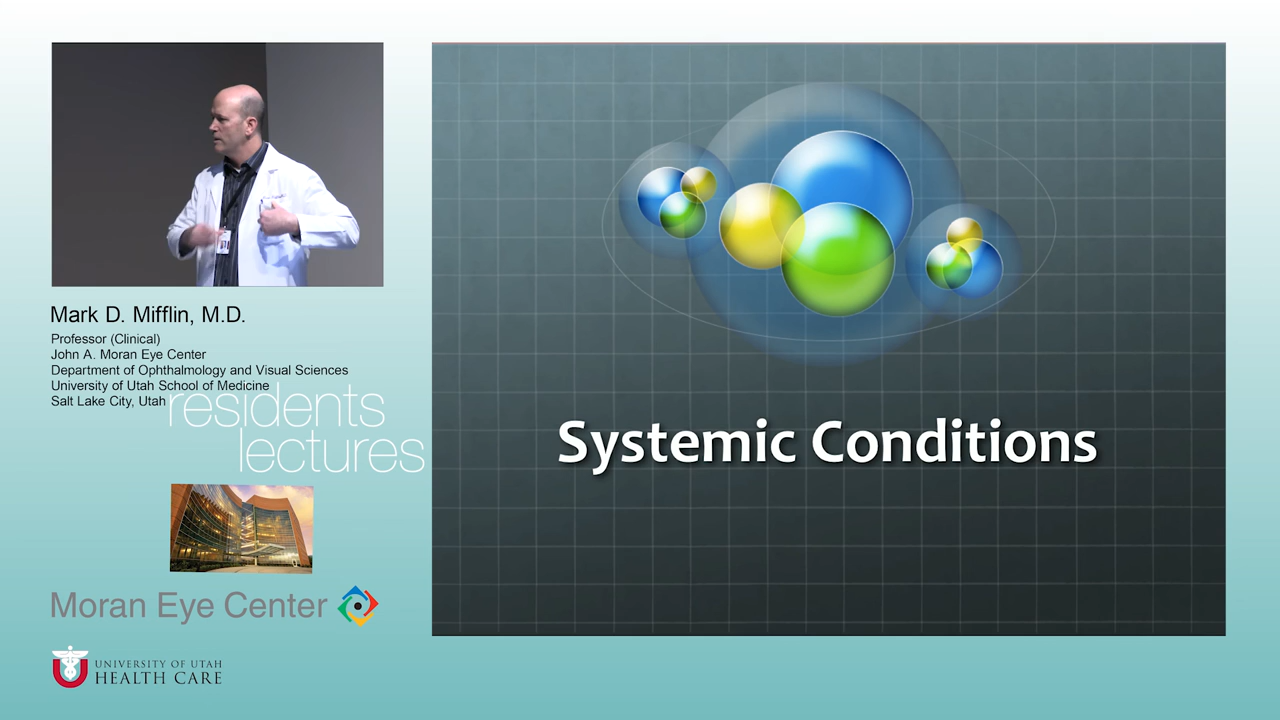 Mark D. Mifflin, M.D.
Professor (Clinical)
John A. Moran Eye Center
Department of Ophthalmology and Visual Sciences
University of Utah School of Medicine
Salt Lake City, Utah
residents
lectures
Moran Eye Center
UNIVERSITY OF UTAH
HEALTH CARE
Systemic Conditions